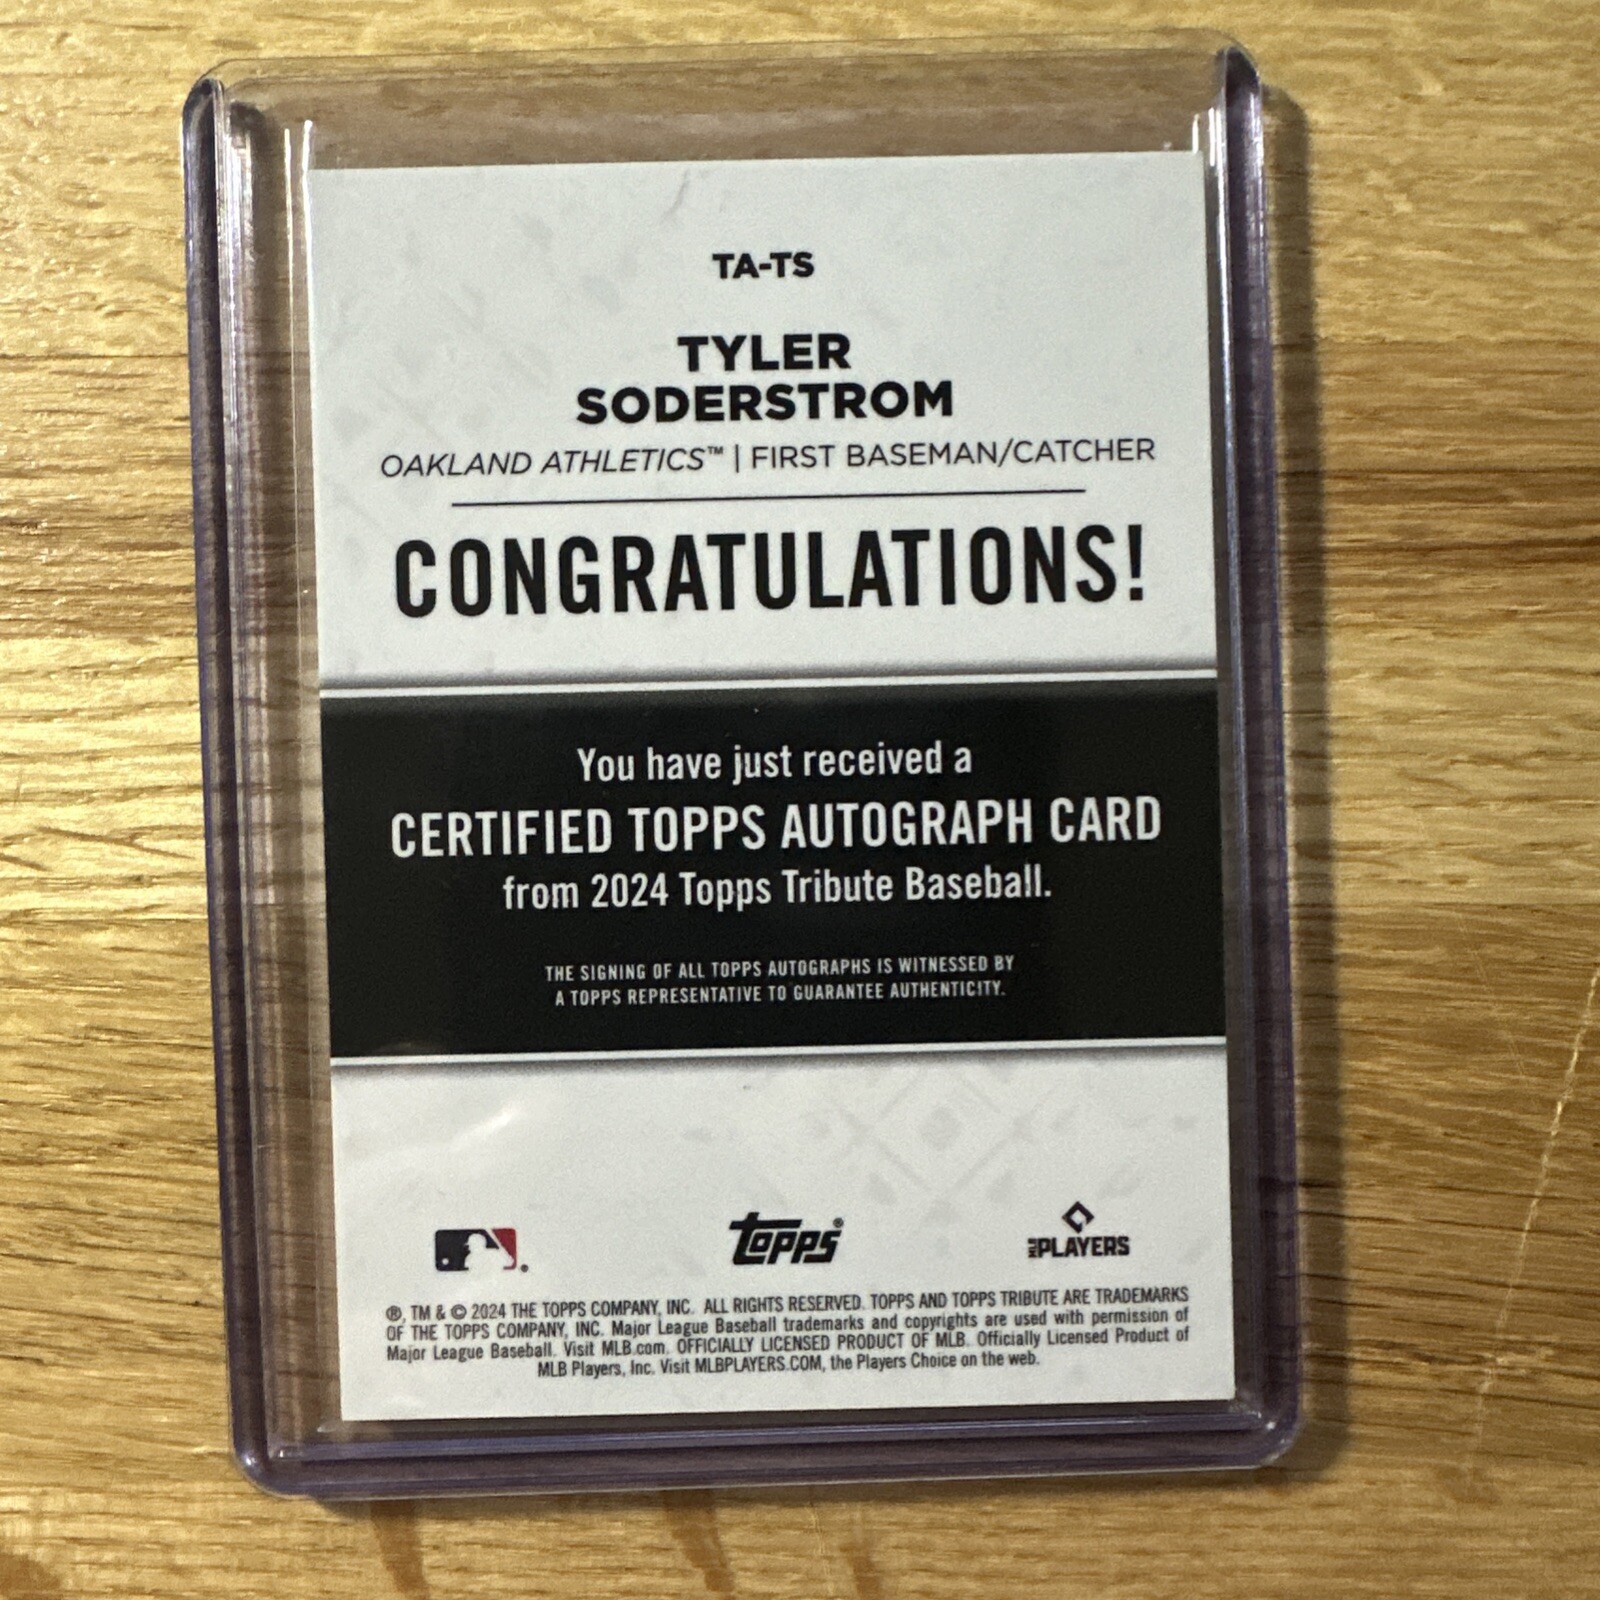 TA-TS
TYLER
SODERSTROM
OAKLAND ATHLETICS™ | FIRST BASEMAN/CATCHER
CONGRATULATIONS!
You have just received a
CERTIFIED TOPPS AUTOGRAPH CARD
from 2024 Topps Tribute Baseball.
THE SIGNING OF ALL TOPPS AUTOGRAPHS IS WITNESSED BY
A TOPPS REPRESENTATIVE TO GUARANTEE AUTHENTICITY.
topps® MLB PLAYERS
®, TM & © 2024 THE TOPPS COMPANY, INC. ALL RIGHTS RESERVED. TOPPS AND TOPPS TRIBUTE ARE TRADEMARKS
OF THE TOPPS COMPANY, INC. Major League Baseball trademarks and copyrights are used with permission of
Major League Baseball. Visit MLB.com. OFFICIALLY LICENSED PRODUCT OF MLB. Officially Licensed Product of
MLB Players, Inc. Visit MLBPLAYERS.COM, the Players Choice on the web.